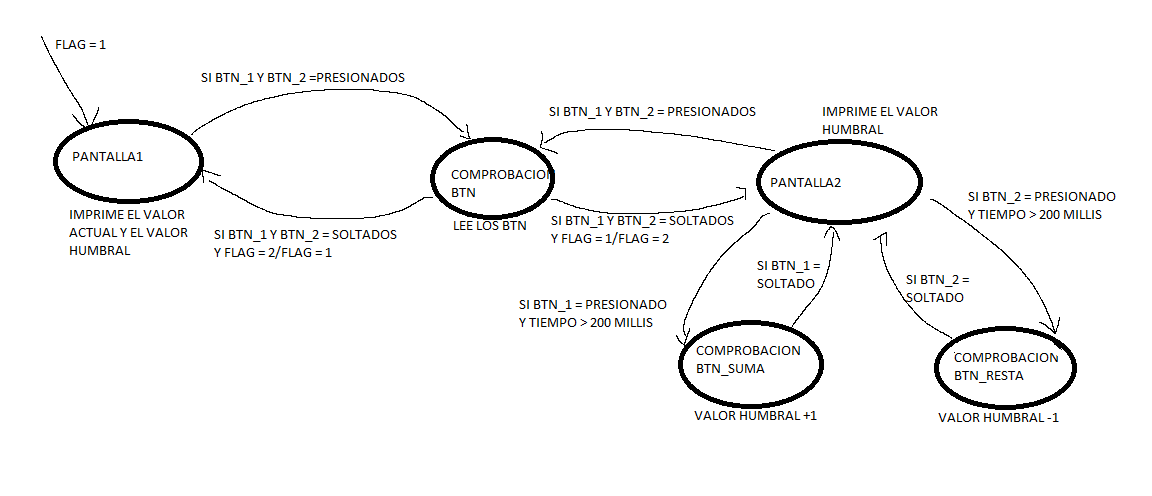 FLAG = 1
SI BTN_1 Y BTN_2 =PRESIONADOS
PANTALLA1
IMPRIME EL VALOR
ACTUAL Y EL VALOR
HUMBRAL
SI BTN_1 Y BTN_2 = SOLTADOS
Y FLAG = 2/FLAG = 1
COMPROBACION
BTN
LEE LOS BTN
SI BTN_1 Y BTN_2 = PRESIONADOS
SI BTN_1 Y BTN_2 = SOLTADOS
Y FLAG = 1/FLAG = 2
IMPRIME EL VALOR
HUMBRAL
PANTALLA2
SI BTN_2 = PRESIONADO
Y TIEMPO > 200 MILLIS
SI BTN_1 =
SOLTADO
SI BTN_2 =
SOLTADO
SI BTN_1 = PRESIONADO
Y TIEMPO > 200 MILLIS
COMPROBACION
BTN_SUMA
VALOR HUMBRAL +1
COMPROBACION
BTN_RESTA
VALOR HUMBRAL -1